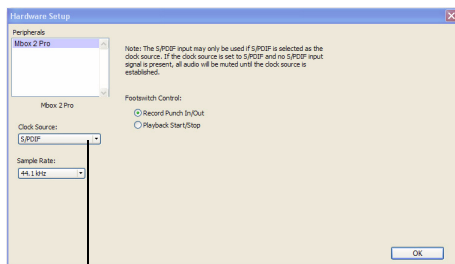 Hardware Setup
Peripherals
Mbox 2 Pro
Note: The S/PDIF input may only be used if S/PDIF is selected as the
clock source. If the clock source is set to S/PDIF and no S/PDIF input
signal is present, all audio will be muted until the clock source is
established.
Mbox 2 Pro
Footswitch Control:
Record Punch In/Out
Playback Start/Stop
Clock Source:
S/PDIF
Sample Rate:
44.1 kHz
OK